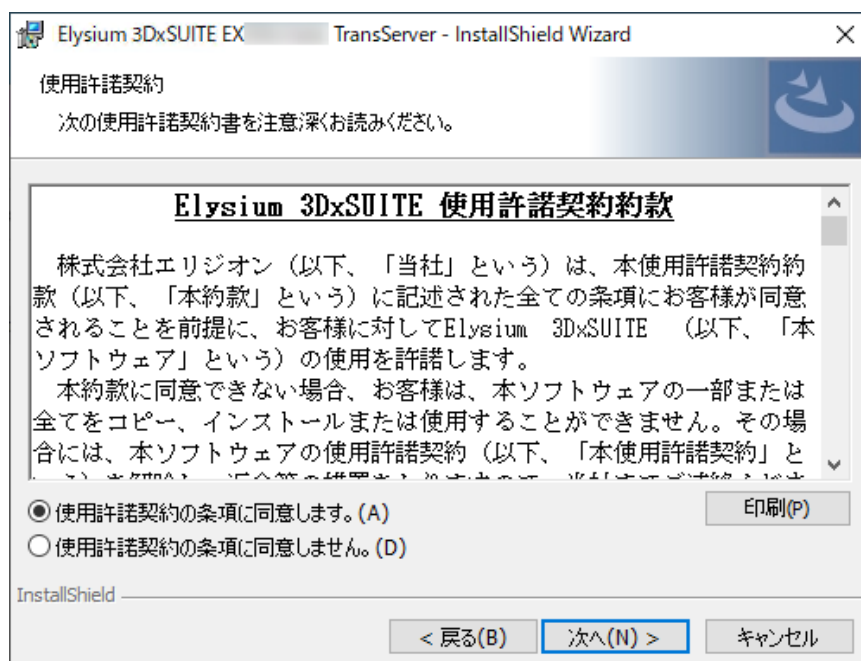 Elysium 3DxSUITE EX TransServer - InstallShield Wizard
使用許諾契約
次の使用許諾契約書を注意深くお読みください。
Elysium 3DxSUITE 使用許諾契約約款
株式会社エリジオン（以下、「当社」という）は、本使用許諾契約約
款（以下、「本約款」という）に記述された全ての条項にお客様が同意
されることを前提に、お客様に対してElysium 3DxSUITE （以下、「本
ソフトウェア」という）の使用を許諾します。
本約款に同意できない場合、お客様は、本ソフトウェアの一部または
全てをコピー、インストールまたは使用することができません。その場
合には、本ソフトウェアの使用許諾契約（以下、「本使用許諾契約」と
使用許諾契約の条項に同意します。(A)
印刷(P)
使用許諾契約の条項に同意しません。(D)
InstallShield
< 戻る(B)
次へ(N) >
キャンセル